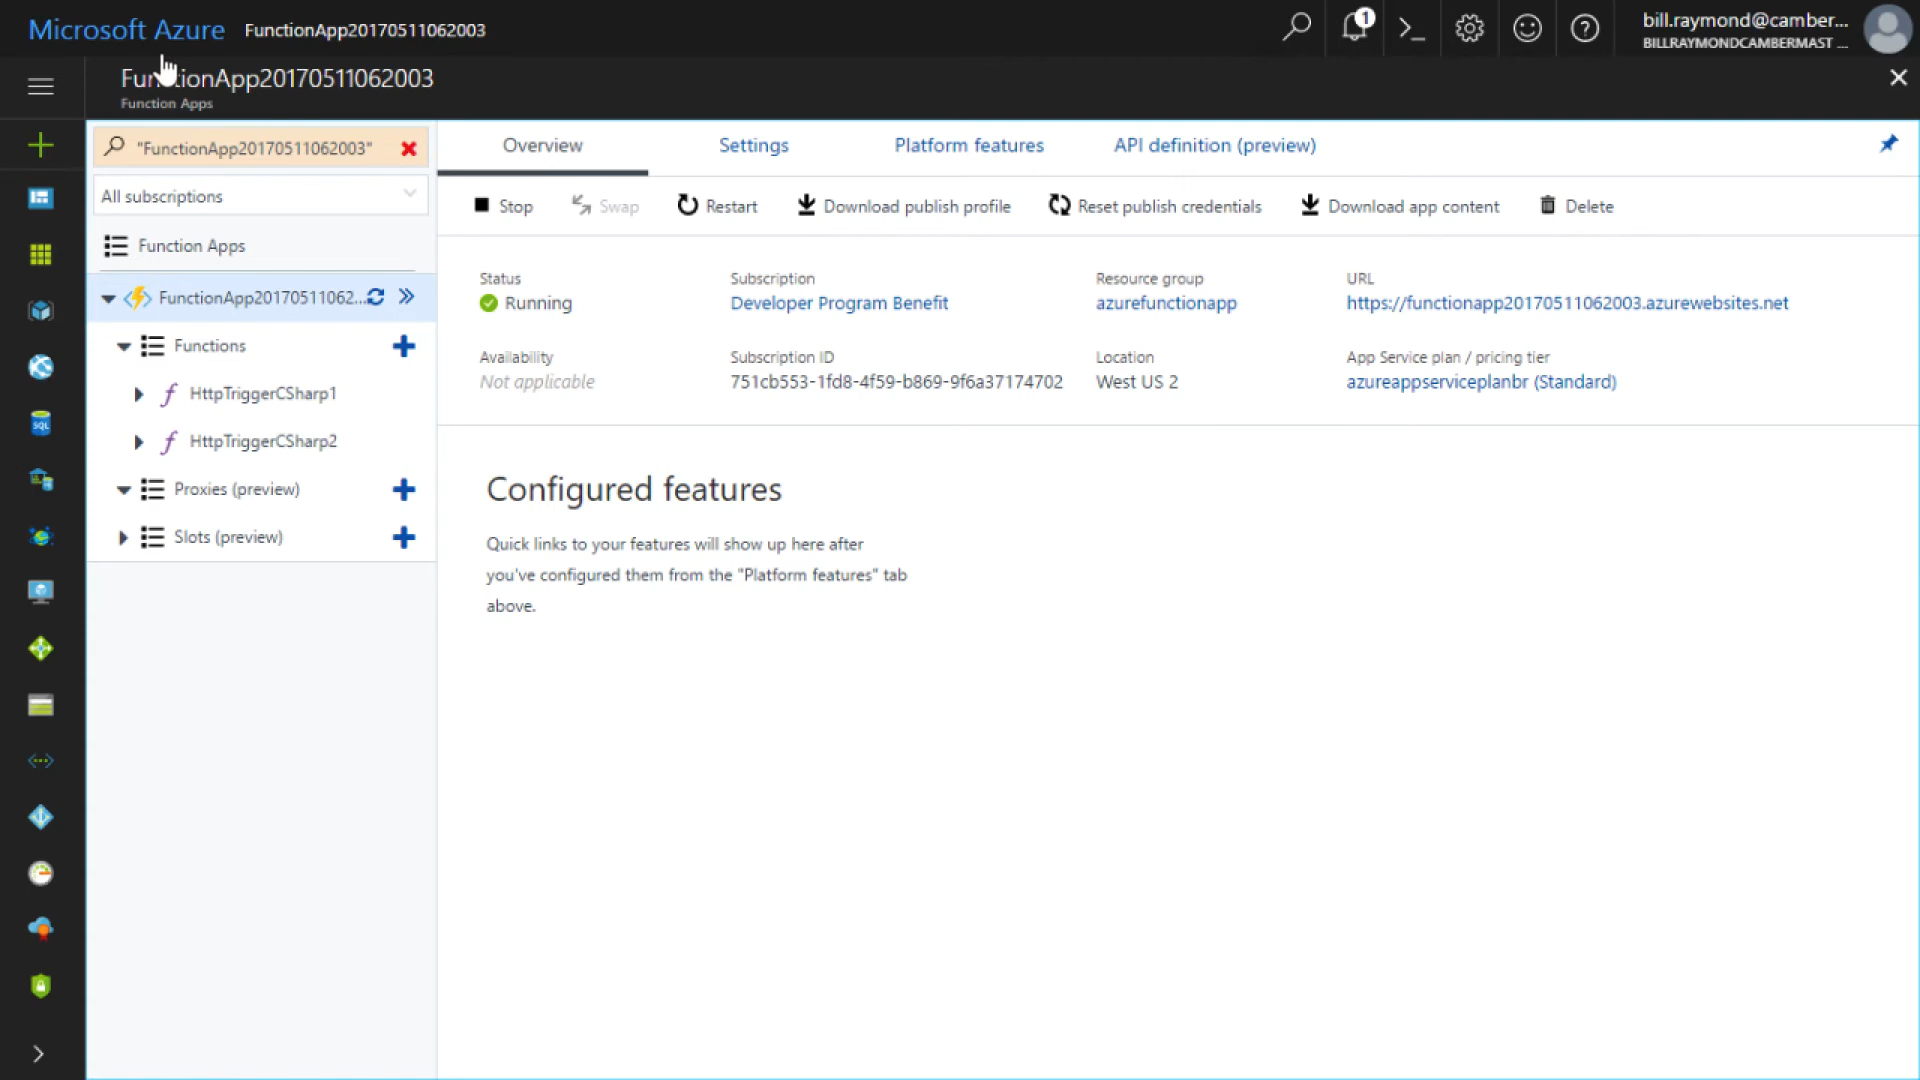 Microsoft Azure FunctionApp20170511062003
1
bill.raymond@camber...
BILLRAYMONDCAMBERMAST ...
FunctionApp20170511062003
Function Apps
"FunctionApp20170511062003"
All subscriptions
Function Apps
FunctionApp20170511062...
Functions
HttpTriggerCSharp1
HttpTriggerCSharp2
Proxies (preview)
Slots (preview)
SQL
Overview Settings Platform features API definition (preview)
Stop Swap Restart Download publish profile Reset publish credentials Download app content Delete
Status Subscription Resource group URL
Running Developer Program Benefit azurefunctionapp https://functionapp20170511062003.azurewebsites.net
Availability Subscription ID Location App Service plan / pricing tier
Not applicable 751cb553-1fd8-4f59-b869-9f6a37174702 West US 2 azureappserviceplanbr (Standard)
Configured features
Quick links to your features will show up here after
you've configured them from the "Platform features" tab
above.